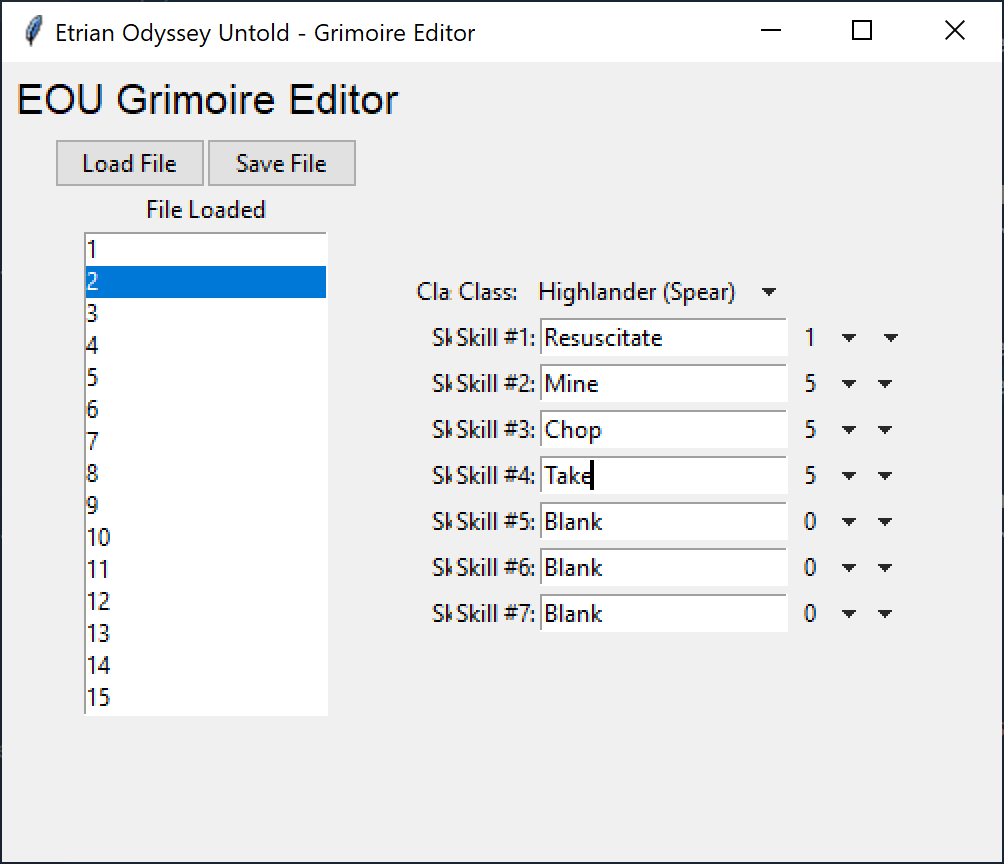 Etrian Odyssey Untold - Grimoire Editor
EOU Grimoire Editor
Load File Save File
File Loaded
1
2
3
4
5
6
7
8
9
10
11
12
13
14
15
Cla Class: Highlander (Spear)
Sk Skill #1: Resuscitate 1
Sk Skill #2: Mine 5
Sk Skill #3: Chop 5
Sk Skill #4: Take 5
Sk Skill #5: Blank 0
Sk Skill #6: Blank 0
Sk Skill #7: Blank 0